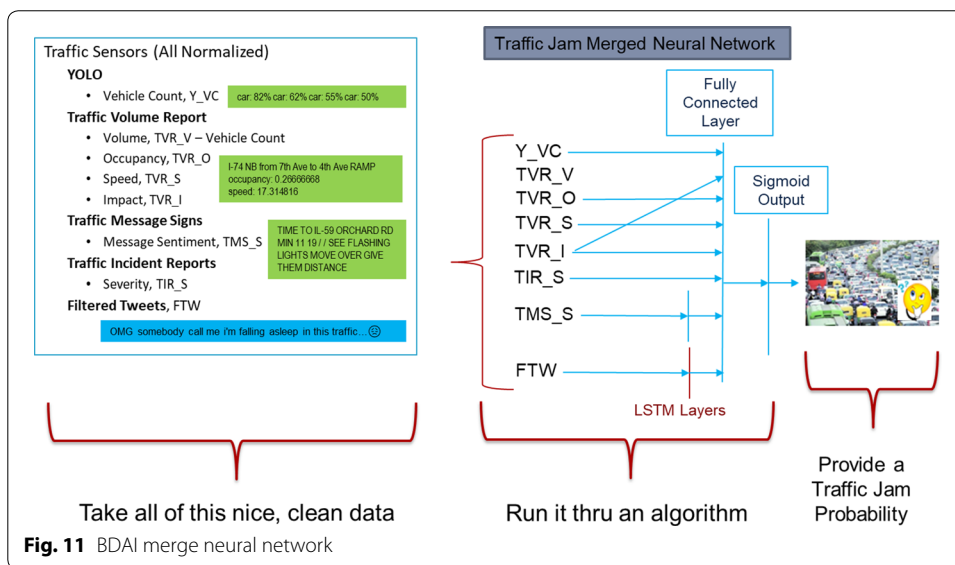 Traffic Sensors (All Normalized)
YOLO
• Vehicle Count, Y_VC
car: 82% car: 62% car: 55% car: 50%
Traffic Volume Report
• Volume, TVR_V – Vehicle Count
• Occupancy, TVR_O
• Speed, TVR_S
• Impact, TVR_I
I-74 NB from 7th Ave to 4th Ave RAMP
occupancy: 0.26666668
speed: 17.314816
Traffic Message Signs
• Message Sentiment, TMS_S
TIME TO IL-59 ORCHARD RD
MIN 11 19 / / SEE FLASHING
LIGHTS MOVE OVER GIVE
THEM DISTANCE
Traffic Incident Reports
• Severity, TIR_S
Filtered Tweets, FTW
OMG somebody call me i'm falling asleep in this traffic...☹
Take all of this nice, clean data
Traffic Jam Merged Neural Network
Fully
Connected
Layer
Y_VC
TVR_V
TVR_O
TVR_S
TVR_I
TIR_S
TMS_S
FTW
LSTM Layers
Sigmoid
Output
Run it thru an algorithm
Provide a
Traffic Jam
Probability
Fig. 11 BDAI merge neural network